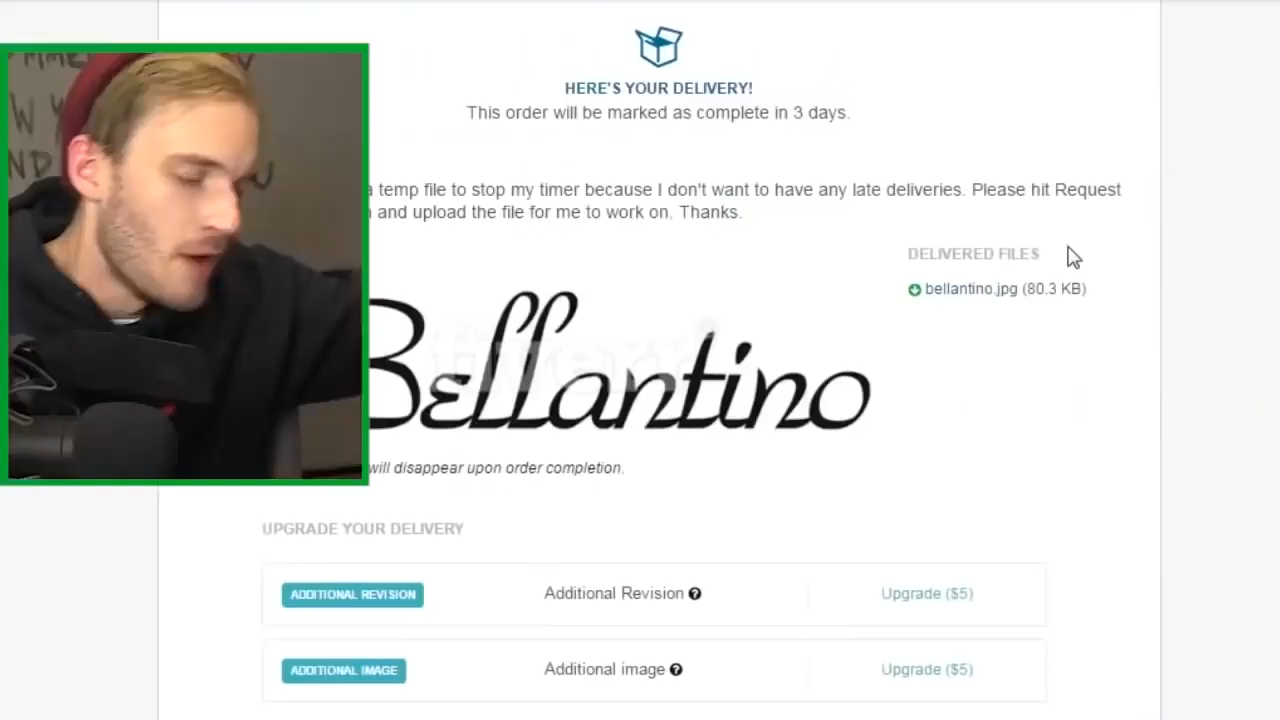 HERE'S YOUR DELIVERY!
This order will be marked as complete in 3 days.
a temp file to stop my timer because I don't want to have any late deliveries. Please hit Request
and upload the file for me to work on. Thanks.
DELIVERED FILES
bellantino.jpg (80.3 KB)
Bellantino
fiverr
will disappear upon order completion.
UPGRADE YOUR DELIVERY
ADDITIONAL REVISION Additional Revision Upgrade ($5)
ADDITIONAL IMAGE Additional image Upgrade ($5)